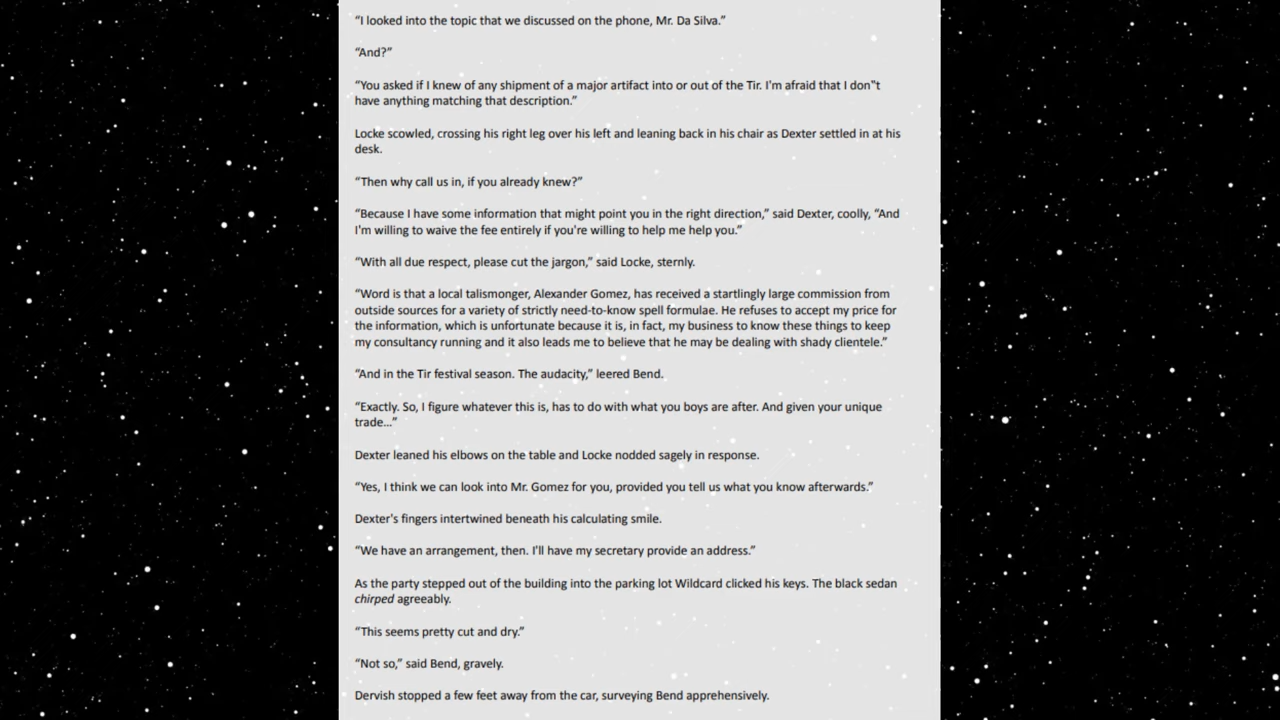 “I looked into the topic that we discussed on the phone, Mr. Da Silva.”
“And?”
“You asked if I knew of any shipment of a major artifact into or out of the Tir. I'm afraid that I don"t
have anything matching that description.”
Locke scowled, crossing his right leg over his left and leaning back in his chair as Dexter settled in at his
desk.
“Then why call us in, if you already knew?”
“Because I have some information that might point you in the right direction,” said Dexter, coolly, “And
I'm willing to waive the fee entirely if you're willing to help me help you.”
“With all due respect, please cut the jargon,” said Locke, sternly.
“Word is that a local talismonger, Alexander Gomez, has received a startlingly large commission from
outside sources for a variety of strictly need-to-know spell formulae. He refuses to accept my price for
the information, which is unfortunate because it is, in fact, my business to know these things to keep
my consultancy running and it also leads me to believe that he may be dealing with shady clientele.”
“And in the Tir festival season. The audacity,” leered Bend.
“Exactly. So, I figure whatever this is, has to do with what you boys are after. And given your unique
trade…”
Dexter leaned his elbows on the table and Locke nodded sagely in response.
“Yes, I think we can look into Mr. Gomez for you, provided you tell us what you know afterwards.”
Dexter's fingers intertwined beneath his calculating smile.
“We have an arrangement, then. I'll have my secretary provide an address.”
As the party stepped out of the building into the parking lot Wildcard clicked his keys. The black sedan
chirped agreeably.
“This seems pretty cut and dry.”
“Not so,” said Bend, gravely.
Dervish stopped a few feet away from the car, surveying Bend apprehensively.